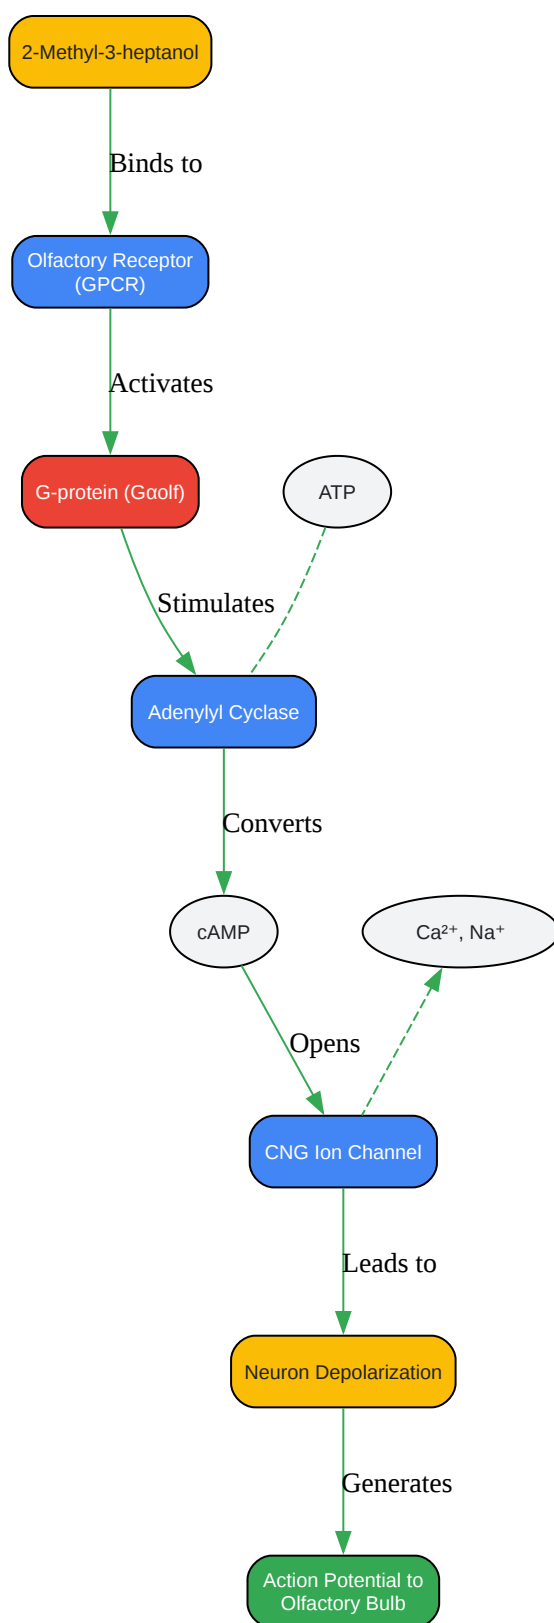 2-Methyl-3-heptanol
Binds to
Olfactory Receptor
(GPCR)
Activates
G-protein (Gαolf)
ATP
Stimulates
Adenylyl Cyclase
Converts
cAMP
Ca²⁺, Na⁺
Opens
CNG Ion Channel
Leads to
Neuron Depolarization
Generates
Action Potential to
Olfactory Bulb